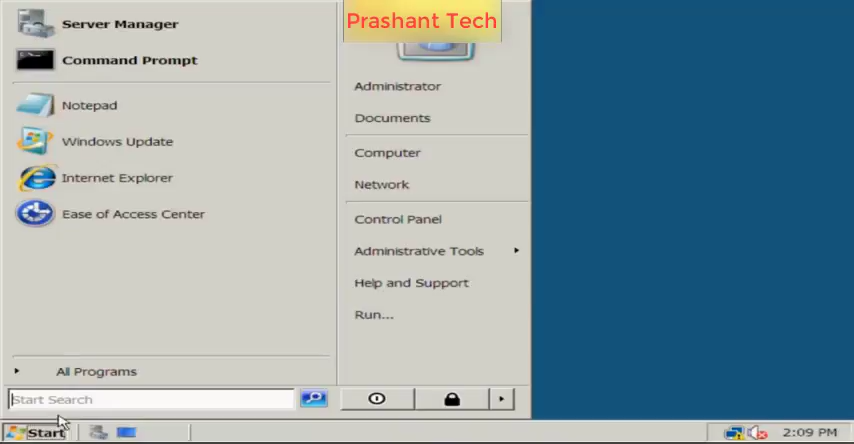 Prashant Tech
Server Manager
Command Prompt
Notepad
Windows Update
Internet Explorer
Ease of Access Center
All Programs
Start Search
Administrator
Documents
Computer
Network
Control Panel
Administrative Tools
Help and Support
Run...
Start
2:09 PM